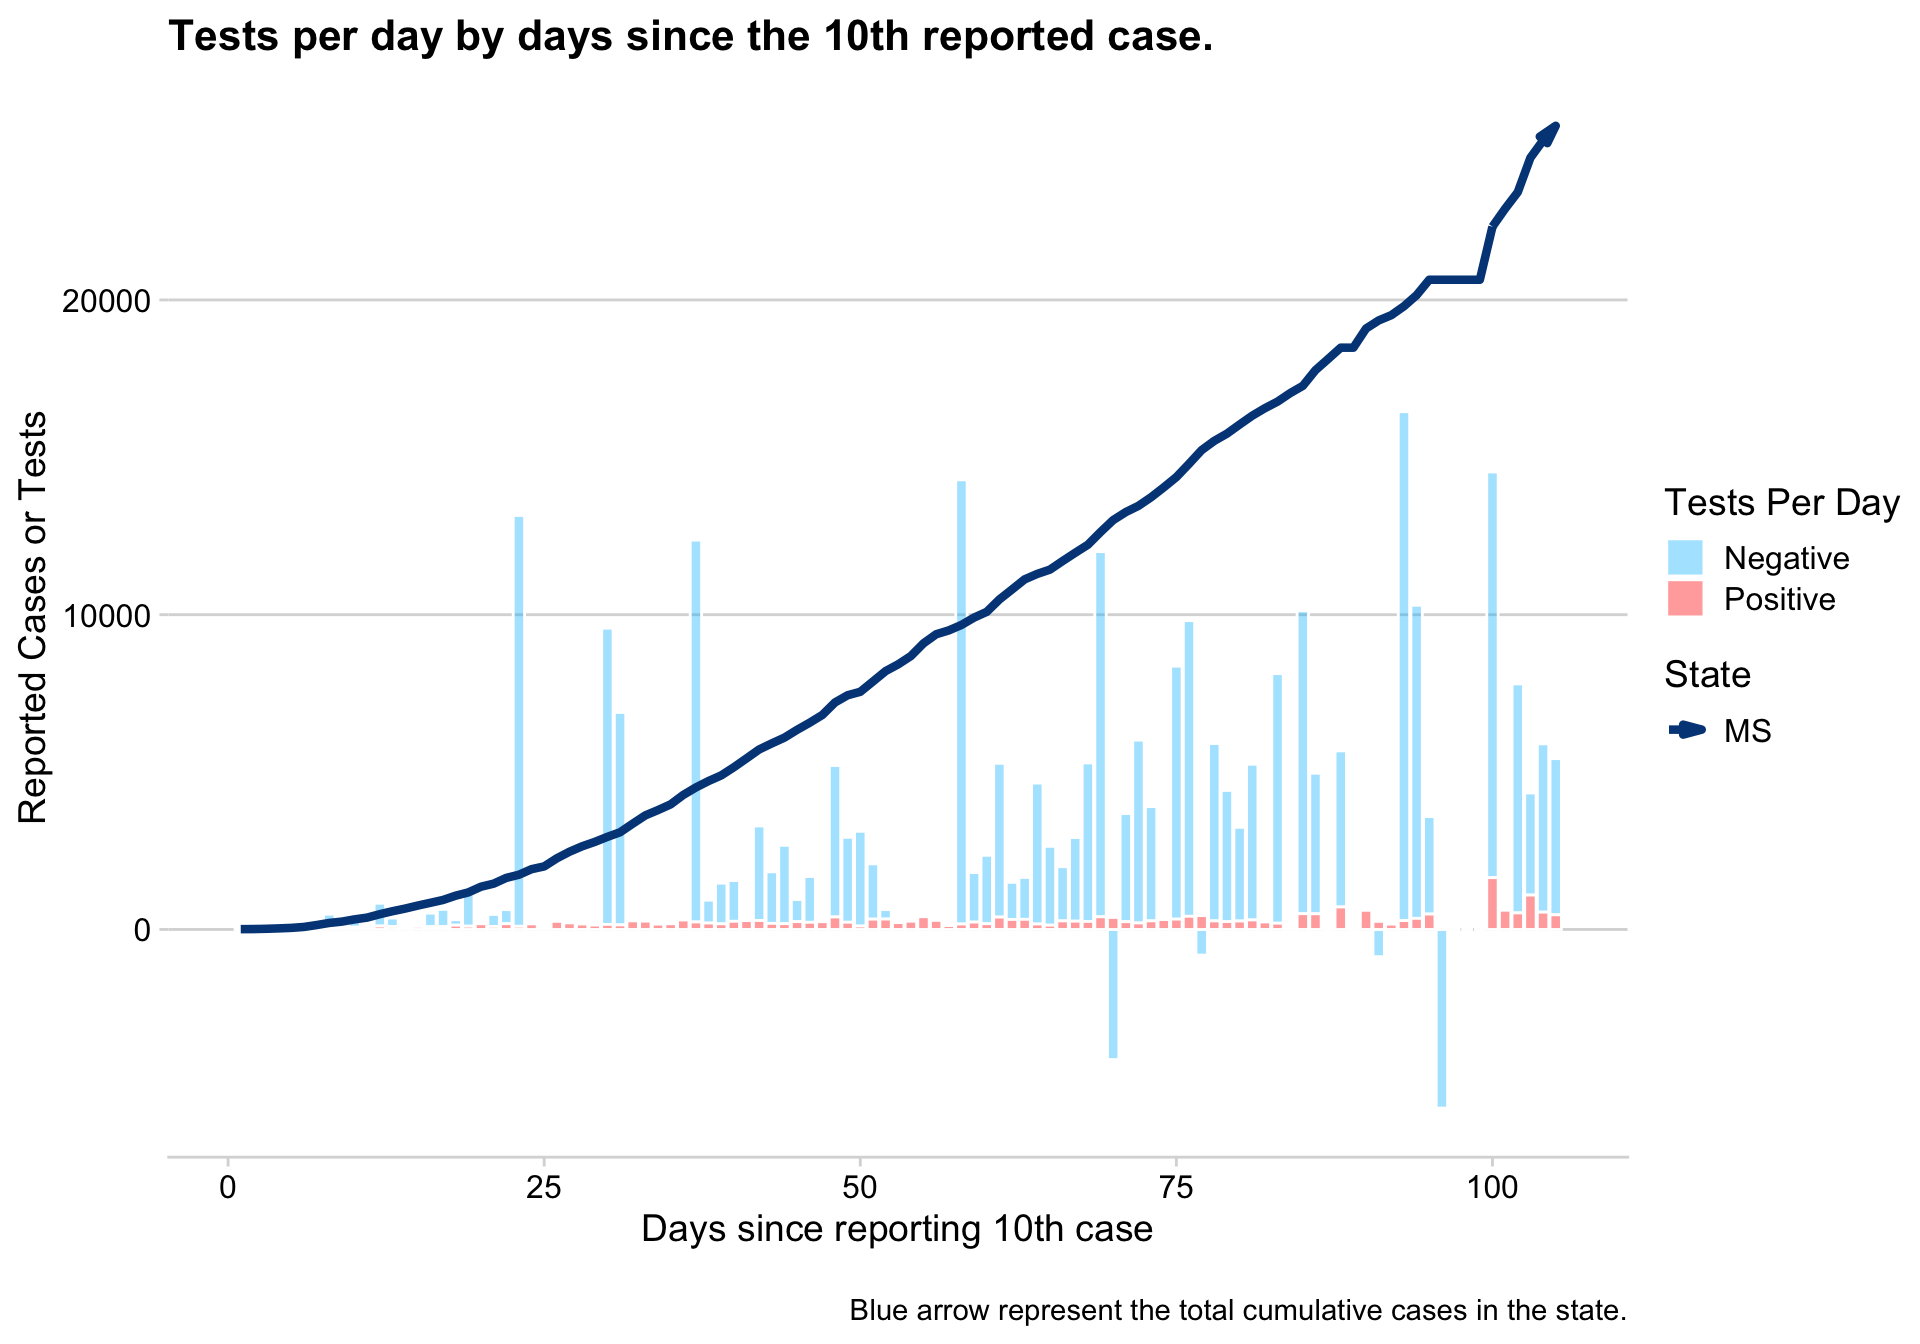 Tests per day by days since the 10th reported case.
20000
10000
0
Reported Cases or Tests
0
25
50
75
100
Days since reporting 10th case
Tests Per Day
Negative
Positive
State
MS
Blue arrow represent the total cumulative cases in the state.